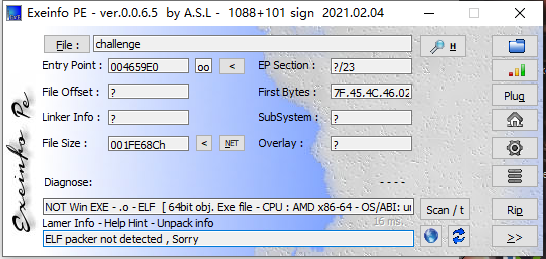 Exeinfo PE - ver.0.0.6.5 by A.S.L - 1088+101 sign 2021.02.04
Exeinfo Pe
File : challenge H
Entry Point : 004659E0 oo < EP Section : ?/23
File Offset : ? First Bytes : 7F.45.4C.46.02
Linker Info : ? SubSystem : ? Plug
File Size : 001FE68Ch < NET Overlay : ?
Diagnose: - - - -
NOT Win EXE - .o - ELF [ 64bit obj. Exe file - CPU : AMD x86-64 - OS/ABI: Scan / t Rip
Lamer Info - Help Hint - Unpack info 16 ms.
ELF packer not detected , Sorry >>